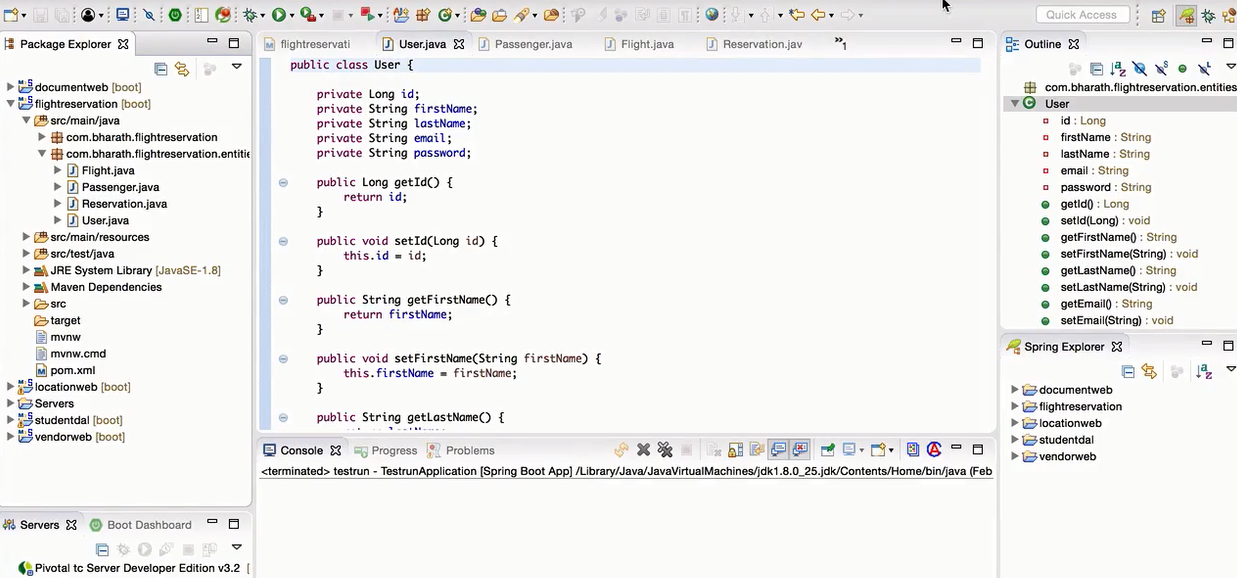 Quick Access
Package Explorer
documentweb [boot]
flightreservation [boot]
src/main/java
com.bharath.flightreservation
com.bharath.flightreservation.entitie
Flight.java
Passenger.java
Reservation.java
User.java
src/main/resources
src/test/java
JRE System Library [JavaSE-1.8]
Maven Dependencies
src
target
mvnw
mvnw.cmd
pom.xml
locationweb [boot]
Servers
studentdal [boot]
vendorweb [boot]
Servers
Boot Dashboard
Pivotal tc Server Developer Edition v3.2 [
flightreservati
User.java
Passenger.java
Flight.java
Reservation.jav
»1
public class User {
private Long id;
private String firstName;
private String lastName;
private String email;
private String password;
public Long getId() {
return id;
}
public void setId(Long id) {
this.id = id;
}
public String getFirstName() {
return firstName;
}
public void setFirstName(String firstName) {
this.firstName = firstName;
}
public String getLastName() {
Console
Progress
Problems
<terminated> testrun - TestrunApplication [Spring Boot App] /Library/Java/JavaVirtualMachines/jdk1.8.0_25.jdk/Contents/Home/bin/java (Feb
Outline
com.bharath.flightreservation.entities
User
id : Long
firstName : String
lastName : String
email : String
password : String
getId() : Long
setId(Long) : void
getFirstName() : String
setFirstName(String) : void
getLastName() : String
setLastName(String) : void
getEmail() : String
setEmail(String) : void
Spring Explorer
documentweb
flightreservation
locationweb
studentdal
vendorweb